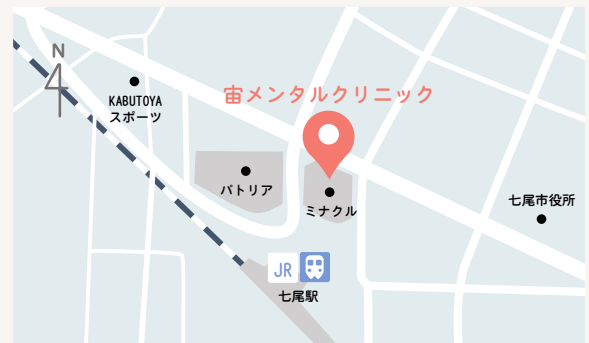 N
KABUTOYA
スポーツ
宙メンタルクリニック
パトリア
ミナクル
七尾市役所
JR
七尾駅